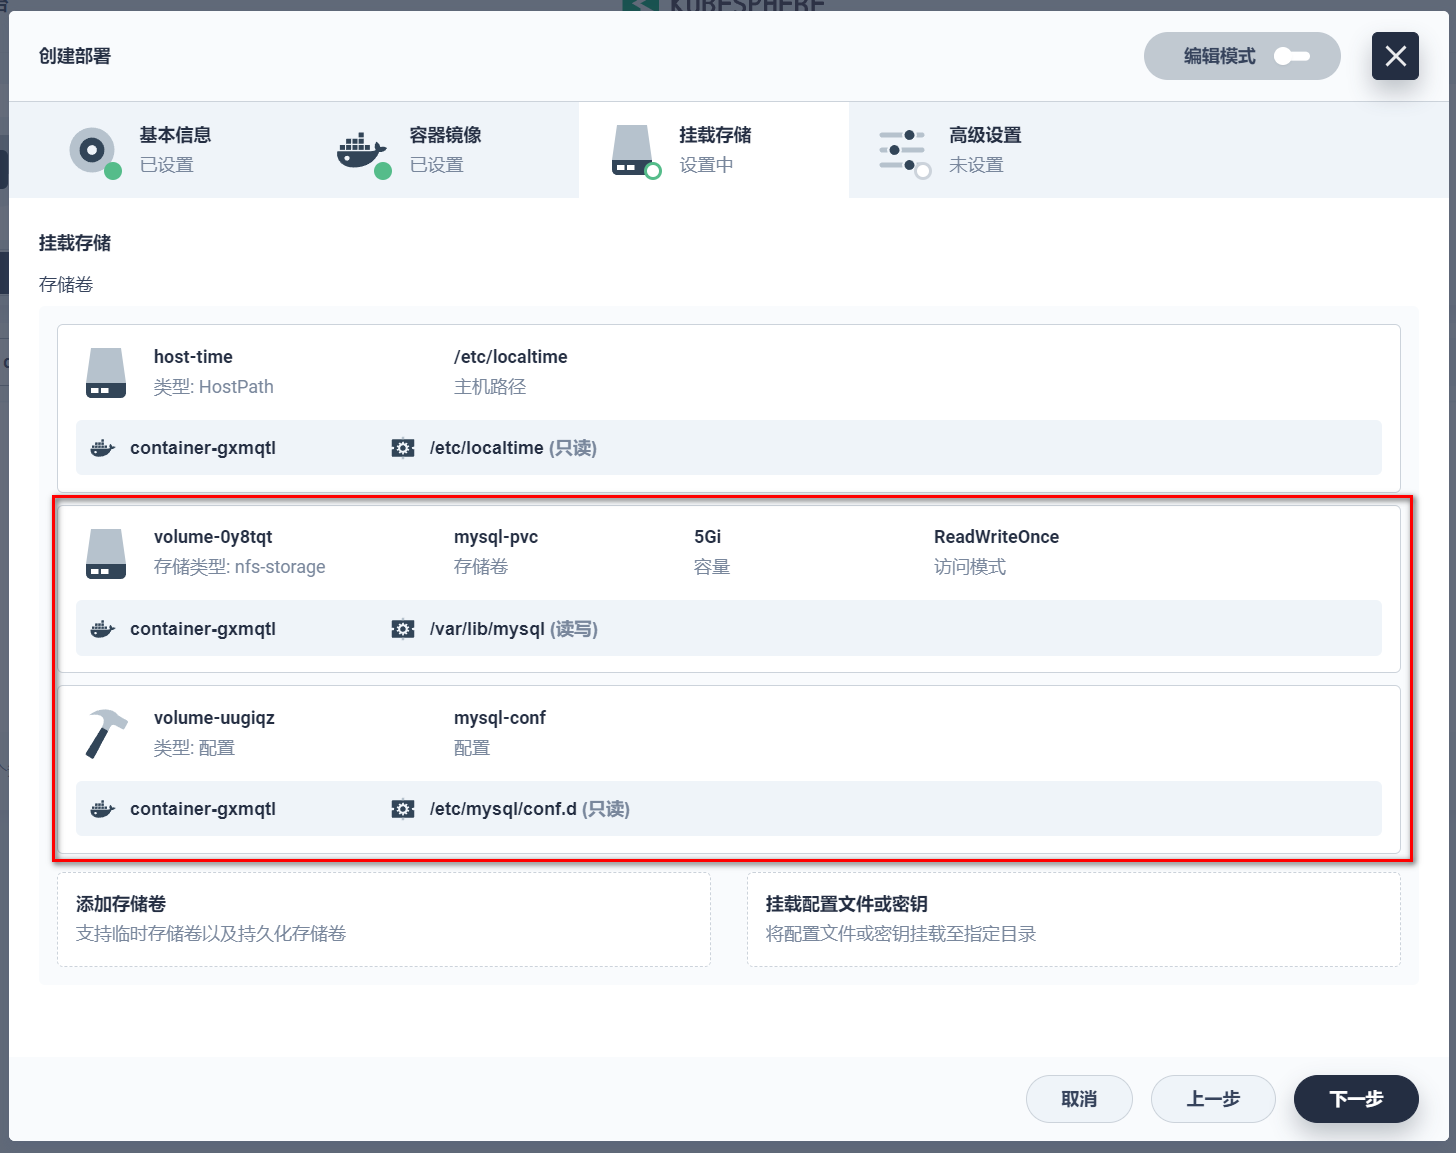 KUBESPHERE
创建部署
编辑模式
基本信息
已设置
容器镜像
已设置
挂载存储
设置中
高级设置
未设置
挂载存储
存储卷
host-time
类型: HostPath
/etc/localtime
主机路径
container-gxmqtl
/etc/localtime (只读)
volume-0y8tqt
存储类型: nfs-storage
mysql-pvc
存储卷
5Gi
容量
ReadWriteOnce
访问模式
container-gxmqtl
/var/lib/mysql (读写)
volume-uugiqz
类型: 配置
mysql-conf
配置
container-gxmqtl
/etc/mysql/conf.d (只读)
添加存储卷
支持临时存储卷以及持久化存储卷
挂载配置文件或密钥
将配置文件或密钥挂载至指定目录
取消
上一步
下一步